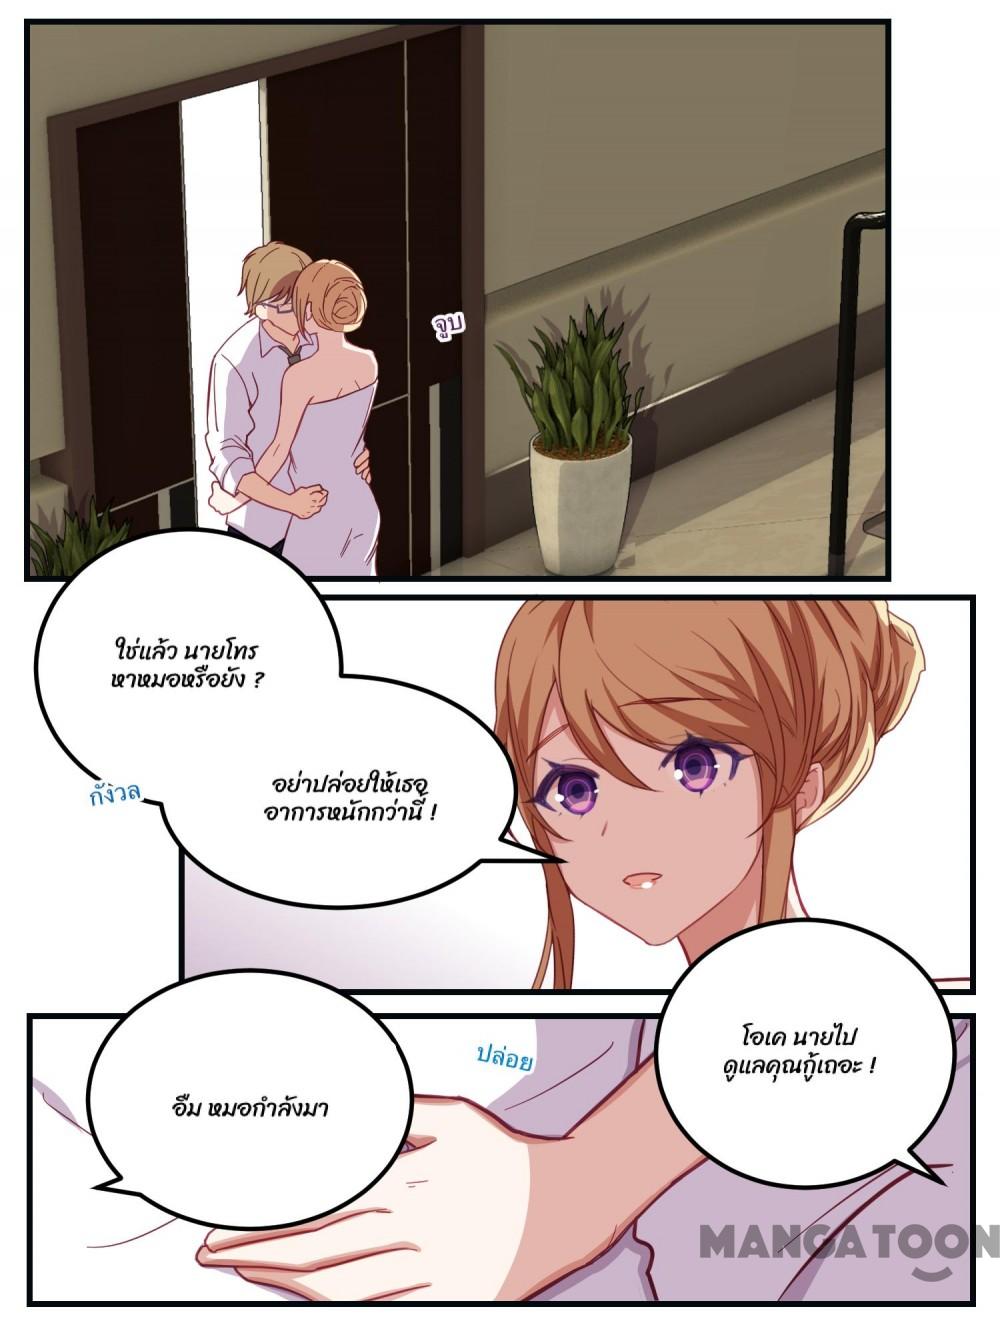 จูบ
ใช่แล้ว นายโทร
หาหมอหรือยัง ?
กังวล
อย่าปล่อยให้เธอ
อาการหนักกว่านี้ !
โอเค นายไป
ดูแลคุณกู้เถอะ !
ปล่อย
อืม หมอกำลังมา
MANGATOON